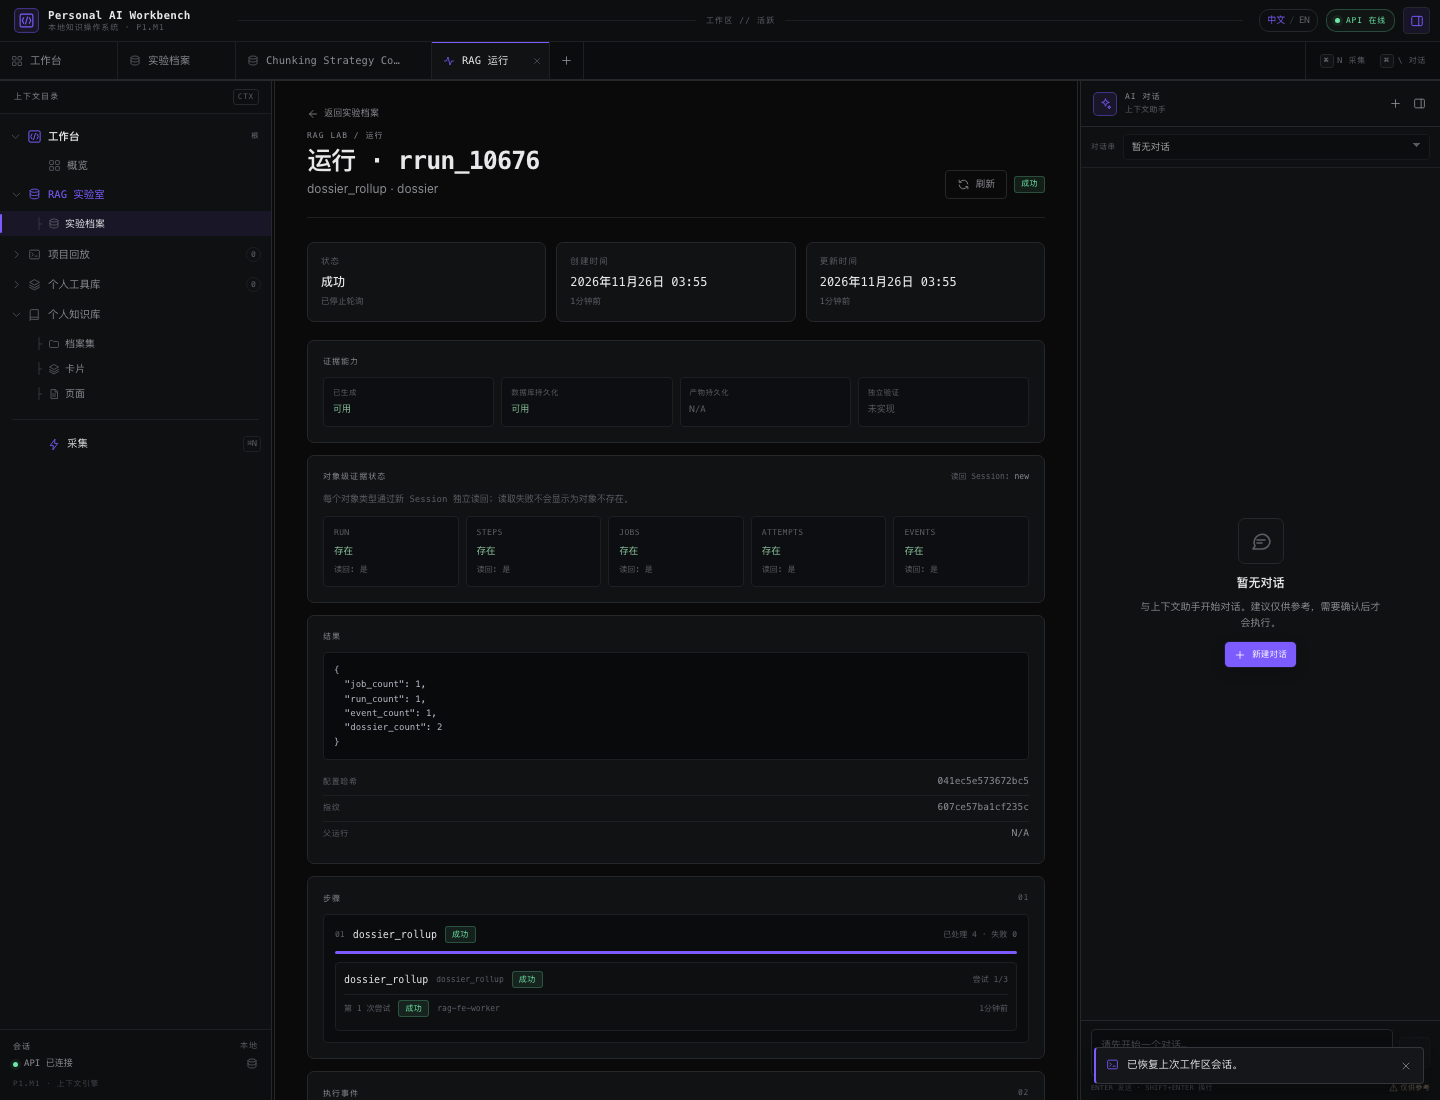 Personal AI Workbench
本地知识操作系统 · P1.M1
工作区 // 活跃
中文 / EN
API 在线
工作台
实验档案
Chunking Strategy Co…
RAG 运行
⌘ N 采集
⌘ \ 对话
上下文目录
CTX
工作台
根
概览
RAG 实验室
实验档案
项目回放
0
个人工具库
0
个人知识库
档案集
卡片
页面
采集
⌘N
会话
本地
API 已连接
P1.M1 · 上下文引擎
返回实验档案
RAG LAB / 运行
运行 · rrun_10676
dossier_rollup · dossier
刷新
成功
状态
成功
已停止轮询
创建时间
2026年11月26日 03:55
1分钟前
更新时间
2026年11月26日 03:55
1分钟前
证据能力
已生成
可用
数据库持久化
可用
产物持久化
N/A
独立验证
未实现
对象级证据状态
读回 Session: new
每个对象类型通过新 Session 独立读回；读取失败不会显示为对象不存在。
RUN
存在
读回: 是
STEPS
存在
读回: 是
JOBS
存在
读回: 是
ATTEMPTS
存在
读回: 是
EVENTS
存在
读回: 是
结果
{
"job_count": 1,
"run_count": 1,
"event_count": 1,
"dossier_count": 2
}
配置哈希
041ec5e573672bc5
指纹
607ce57ba1cf235c
父运行
N/A
步骤
01
01 dossier_rollup 成功
已处理 4 · 失败 0
dossier_rollup dossier_rollup 成功
尝试 1/3
第 1 次尝试 成功 rag-fe-worker
1分钟前
执行事件
02
AI 对话
上下文助手
对话串
暂无对话
暂无对话
与上下文助手开始对话。建议仅供参考，需要确认后才
会执行。
新建对话
请先开始一个对话…
已恢复上次工作区会话。
ENTER 发送 · SHIFT+ENTER 换行
仅供参考